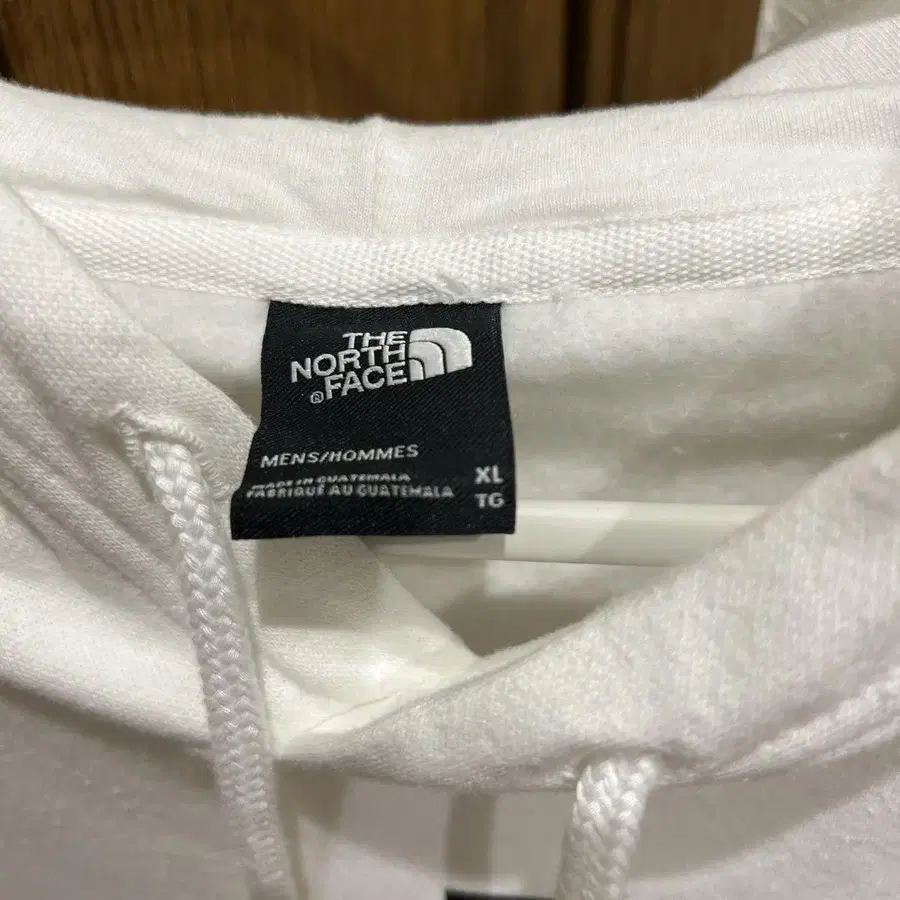 THE
NORTH
FACE
®
MENS/HOMMES
MADE IN GUATEMALA
FABRIQUÉ AU GUATEMALA
XL
TG